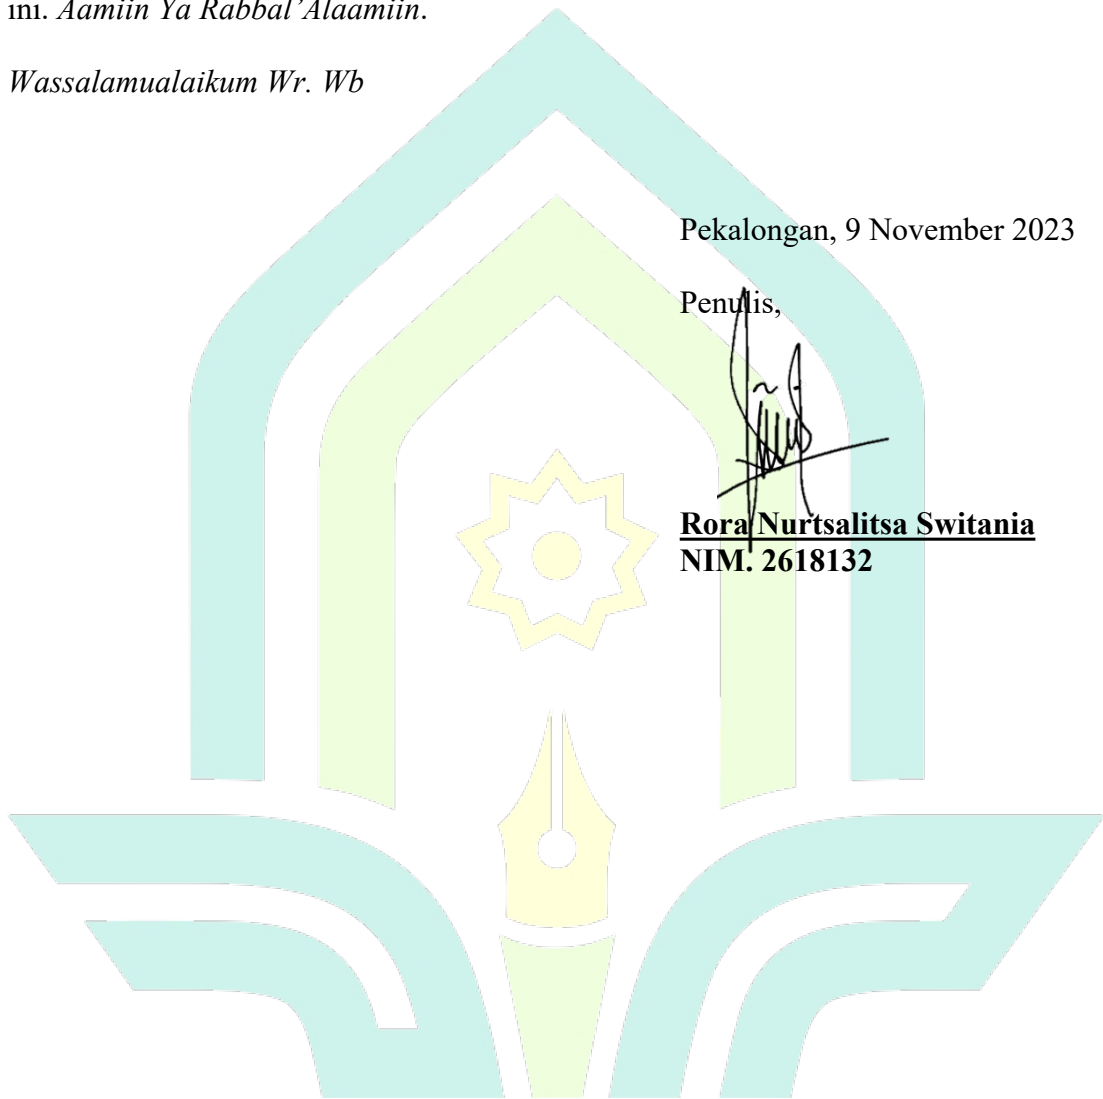 ini. Aamiin Ya Rabbal’Alaamiin.
Wassalamualaikum Wr. Wb
Pekalongan, 9 November 2023
Penulis,
Rora Nurtsalitsa Switania
NIM. 2618132